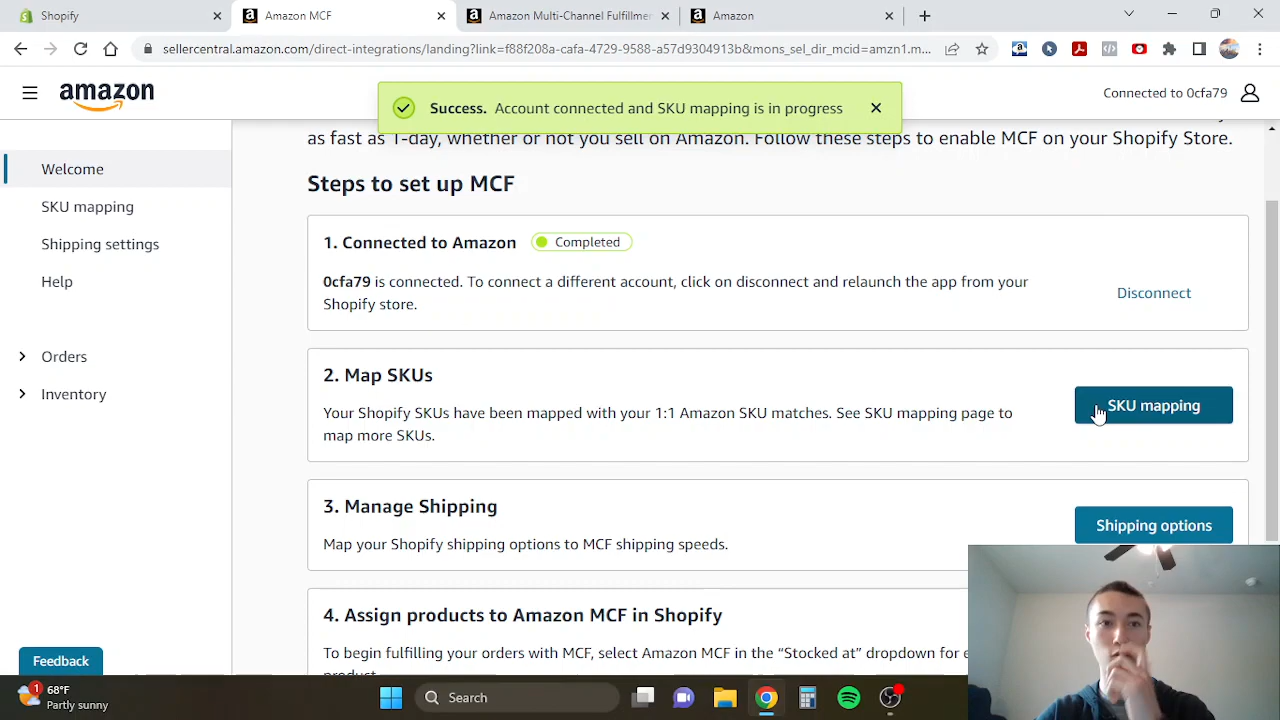 Shopify
Amazon MCF
Amazon Multi-Channel Fulfillmer
Amazon
sellercentral.amazon.com/direct-integrations/landing?link=f88f208a-cafa-4729-9588-a57d9304913b&mons_sel_dir_mcid=amzn1.m...
amazon
Success. Account connected and SKU mapping is in progress
Connected to 0cfa79
as fast as 1-day, whether or not you sell on Amazon. Follow these steps to enable MCF on your Shopify Store.
Welcome
SKU mapping
Shipping settings
Help
Orders
Inventory
Feedback
Steps to set up MCF
1. Connected to Amazon
Completed
0cfa79 is connected. To connect a different account, click on disconnect and relaunch the app from your
Shopify store.
Disconnect
2. Map SKUs
Your Shopify SKUs have been mapped with your 1:1 Amazon SKU matches. See SKU mapping page to
map more SKUs.
SKU mapping
3. Manage Shipping
Map your Shopify shipping options to MCF shipping speeds.
Shipping options
4. Assign products to Amazon MCF in Shopify
To begin fulfilling your orders with MCF, select Amazon MCF in the "Stocked at" dropdown for e
product.
1
68°F
Partly sunny
Search